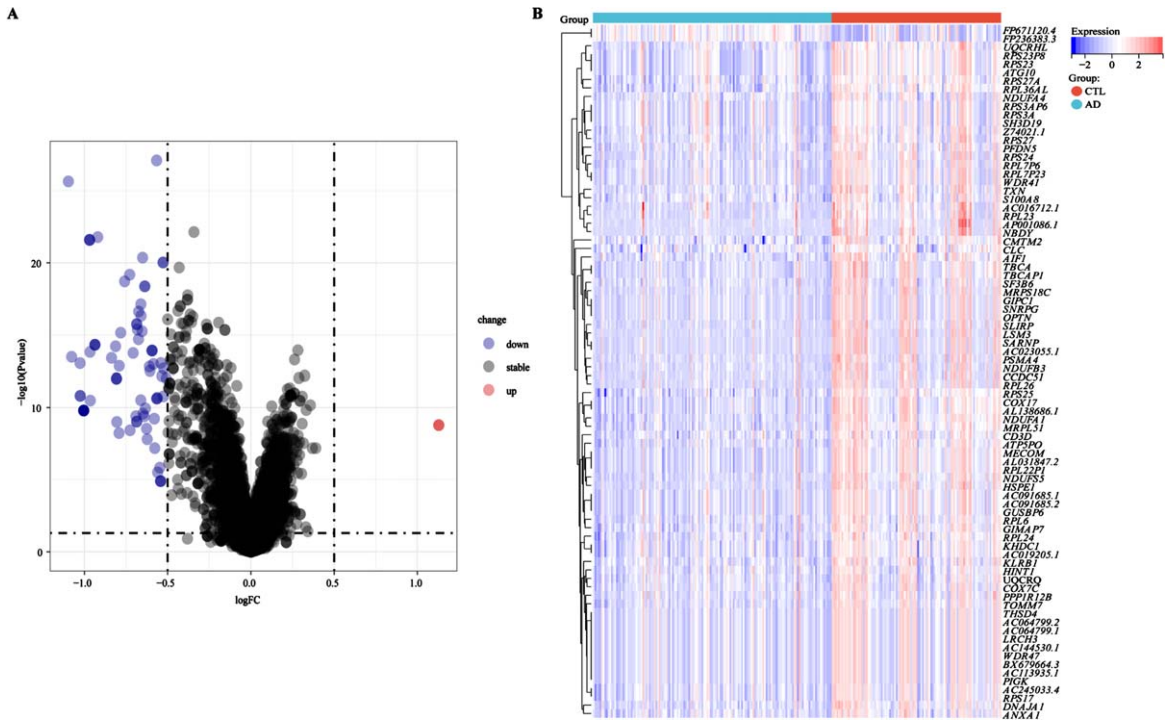 A
20
10
0
−1.0
−0.5
0.0
0.5
1.0
logFC
−log10(Pvalue)
change
down
stable
up
B
Group
FP671120.4
FP236383.3
UQCRHL
RPS23P8
RPS23
ATG10
RPS27A
RPL36AL
NDUFA4
RPS3AP6
RPS3A
SH3D19
Z74021.1
RPS27
PFDN5
RPS24
RPL7P6
RPL7P23
WDR41
TXN
S100A8
AC016712.1
RPL23
AP001086.1
NBDY
CMTM2
CLC
AIF1
TBCA
TBCAP1
SF3B6
MRPS18C
GIPC1
SNRPG
OPTN
SLIRP
LSM3
SARNP
AC023055.1
PSMA4
NDUFB3
CCDC51
RPL26
RPS25
COX17
AL138686.1
NDUFA1
MRPL51
CD3D
ATP5PO
MECOM
AL031847.2
RPL22P1
NDUFS5
HSPE1
AC091685.1
AC091685.2
GUSBP6
RPL6
GIMAP7
RPL24
KHDC1
AC019205.1
KLRB1
HINT1
UQCRQ
COX7C
PPP1R12B
TOMM7
THSD4
AC064799.2
AC064799.1
LRCH3
AC144530.1
WDR47
BX679664.3
AC113935.1
PIGK
AC245033.4
RPS17
DNAJA1
ANXA1
Expression
−2 0 2
Group:
CTL
AD